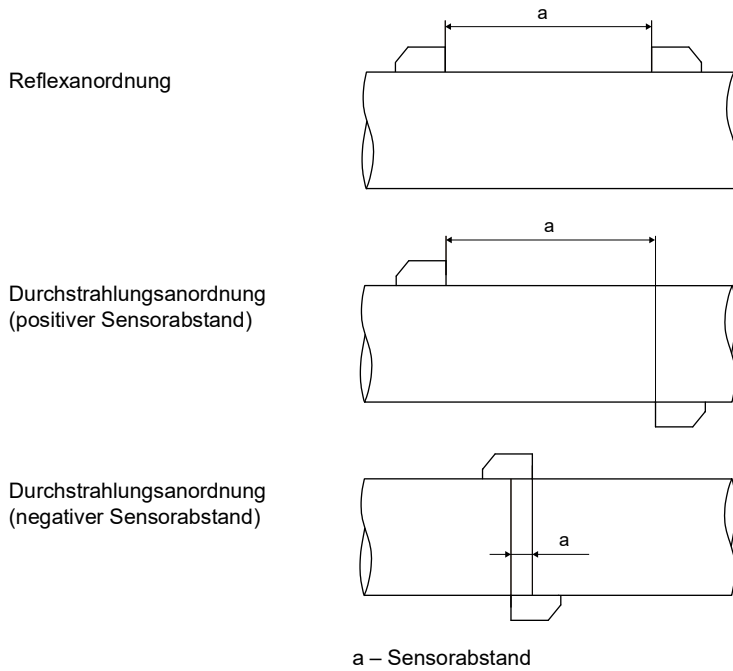 a
Reflexanordnung
a
Durchstrahlungsanordnung
(positiver Sensorabstand)
Durchstrahlungsanordnung
(negativer Sensorabstand)
a
a – Sensorabstand